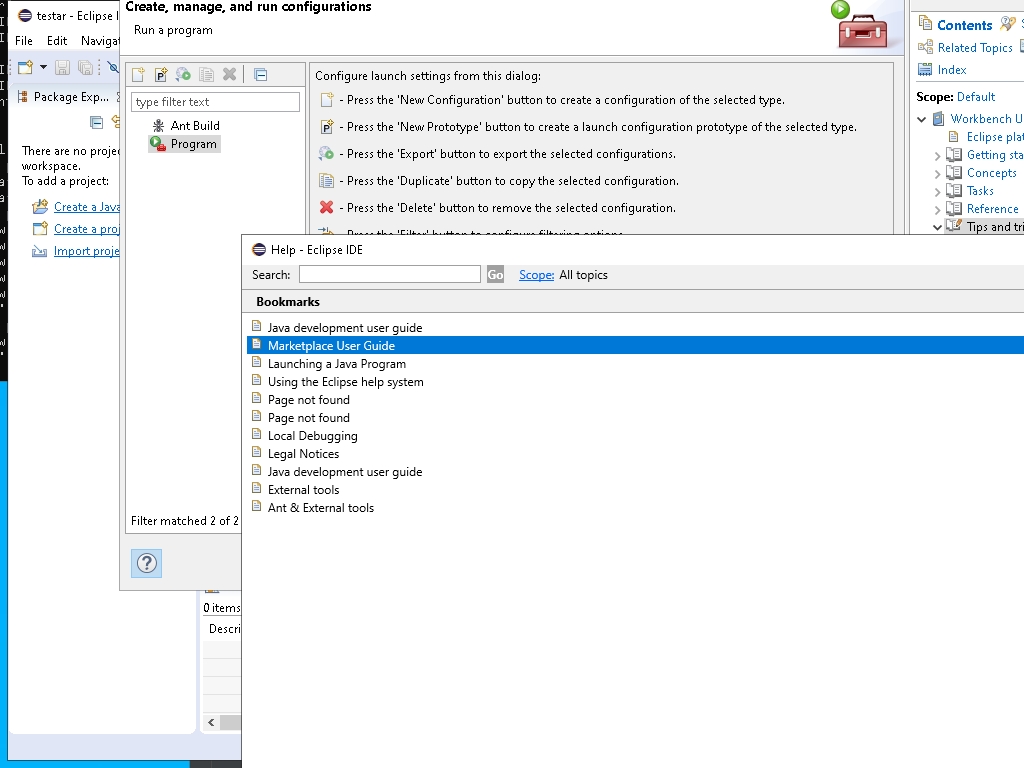 testar - Eclipse I
File Edit Navigat
Package Exp...
There are no projec
workspace.
To add a project:
Create a Java
Create a proj
Import proje
Create, manage, and run configurations
Run a program
type filter text
Ant Build
Program
Filter matched 2 of 2
Configure launch settings from this dialog:
- Press the 'New Configuration' button to create a configuration of the selected type.
- Press the 'New Prototype' button to create a launch configuration prototype of the selected type.
- Press the 'Export' button to export the selected configurations.
- Press the 'Duplicate' button to copy the selected configuration.
- Press the 'Delete' button to remove the selected configuration.
- Press the 'Filter' button to configure filtering options.
0 items
Descri
Contents
Related Topics
Index
Scope: Default
Workbench U
Eclipse plat
Getting sta
Concepts
Tasks
Reference
Tips and tri
Help - Eclipse IDE
Search: Go Scope: All topics
Bookmarks
Java development user guide
Marketplace User Guide
Launching a Java Program
Using the Eclipse help system
Page not found
Page not found
Local Debugging
Legal Notices
Java development user guide
External tools
Ant & External tools